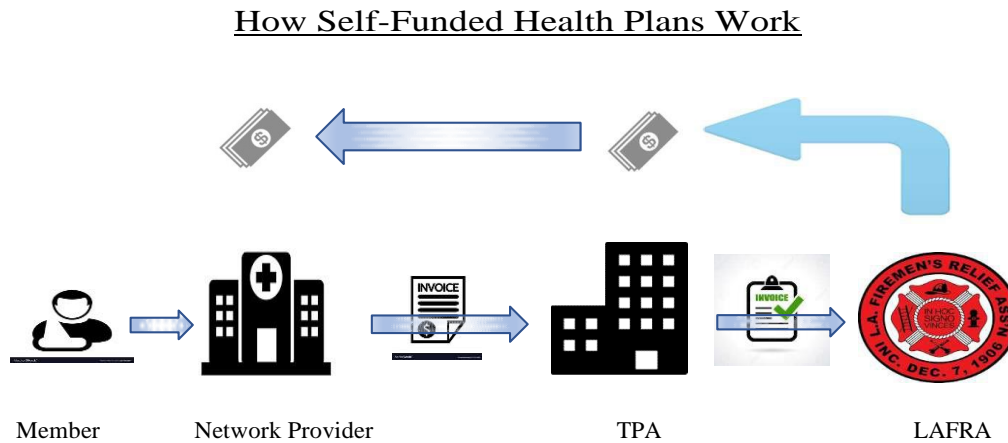 How Self-Funded Health Plans Work
$
$
INVOICE
INVOICE
L.A. FIREMEN'S RELIEF ASSN
INC. DEC. 7, 1906
IN HOC
SIGNO
VINCES
Member
Network Provider
TPA
LAFRA